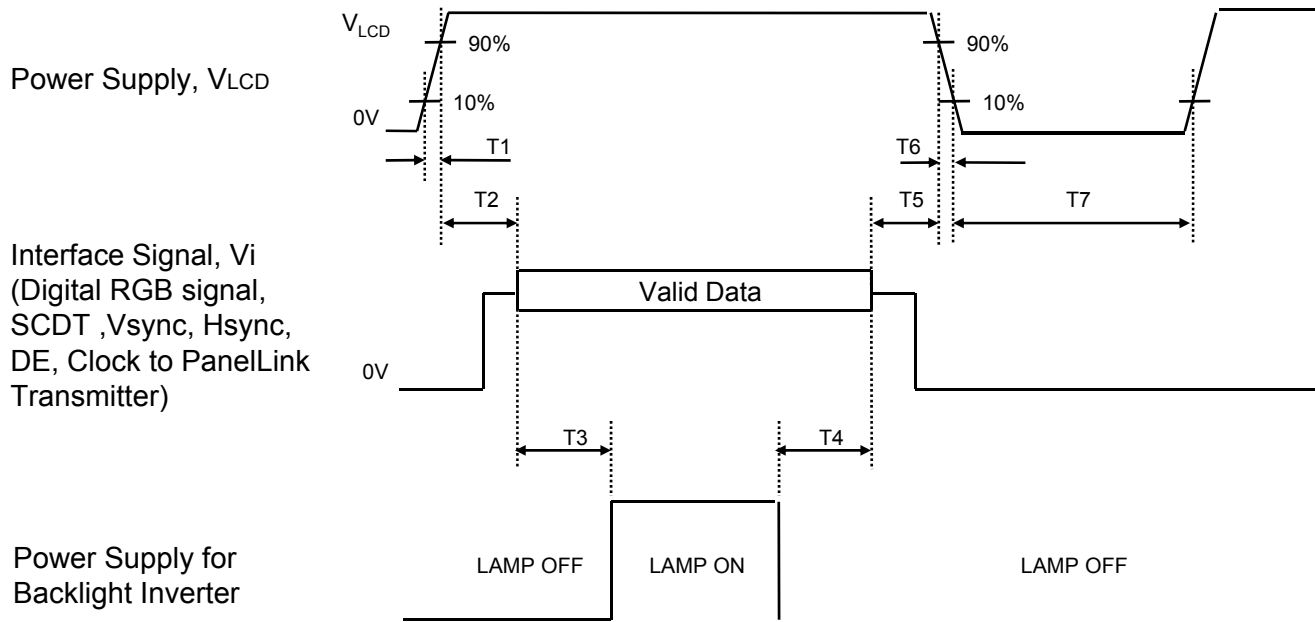 VLCD
90%
90%
Power Supply, VLCD
10%
10%
0V
T1
T6
T2
T5
T7
Interface Signal, Vi
(Digital RGB signal,
SCDT ,Vsync, Hsync,
DE, Clock to PanelLink
Transmitter)
Valid Data
0V
T3
T4
Power Supply for
Backlight Inverter
LAMP OFF
LAMP ON
LAMP OFF